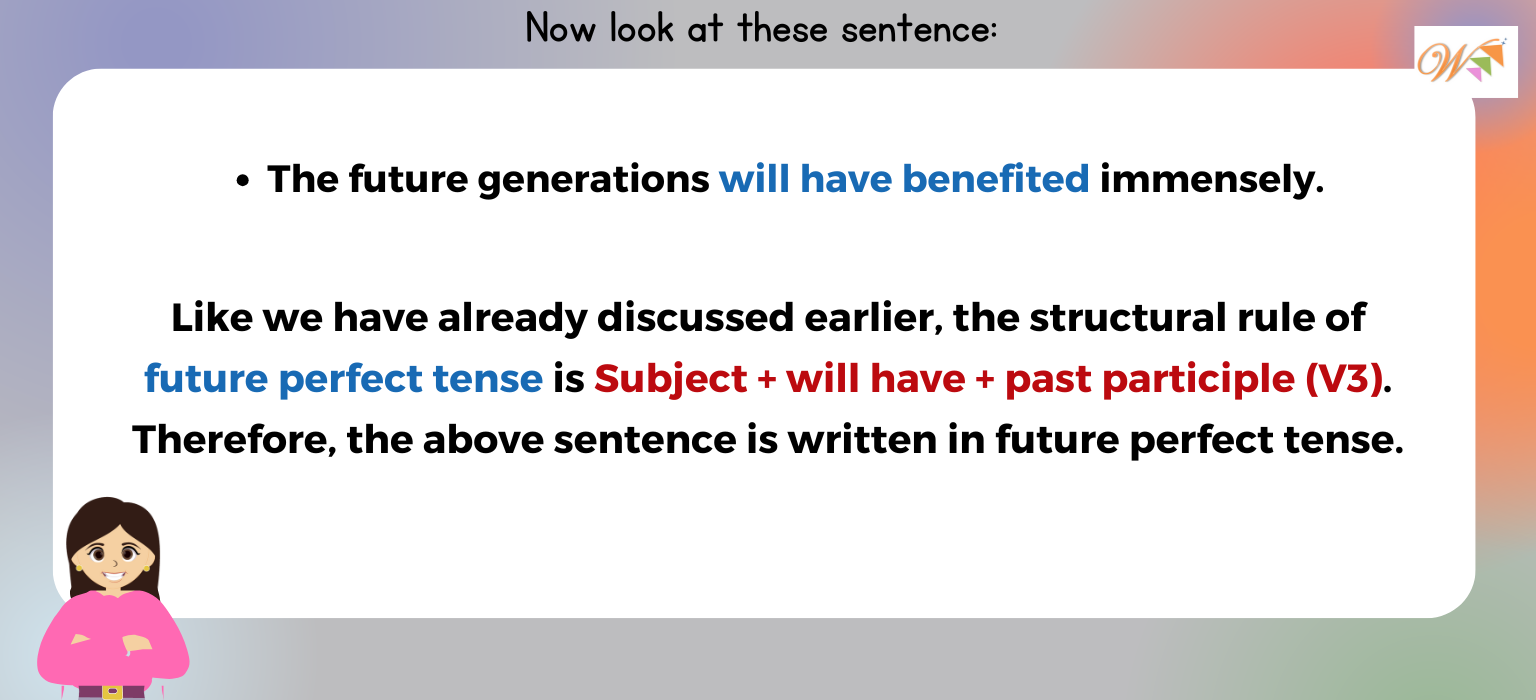 Now look at these sentence:
W
• The future generations will have benefited immensely.
Like we have already discussed earlier, the structural rule of
future perfect tense is Subject + will have + past participle (V3).
Therefore, the above sentence is written in future perfect tense.